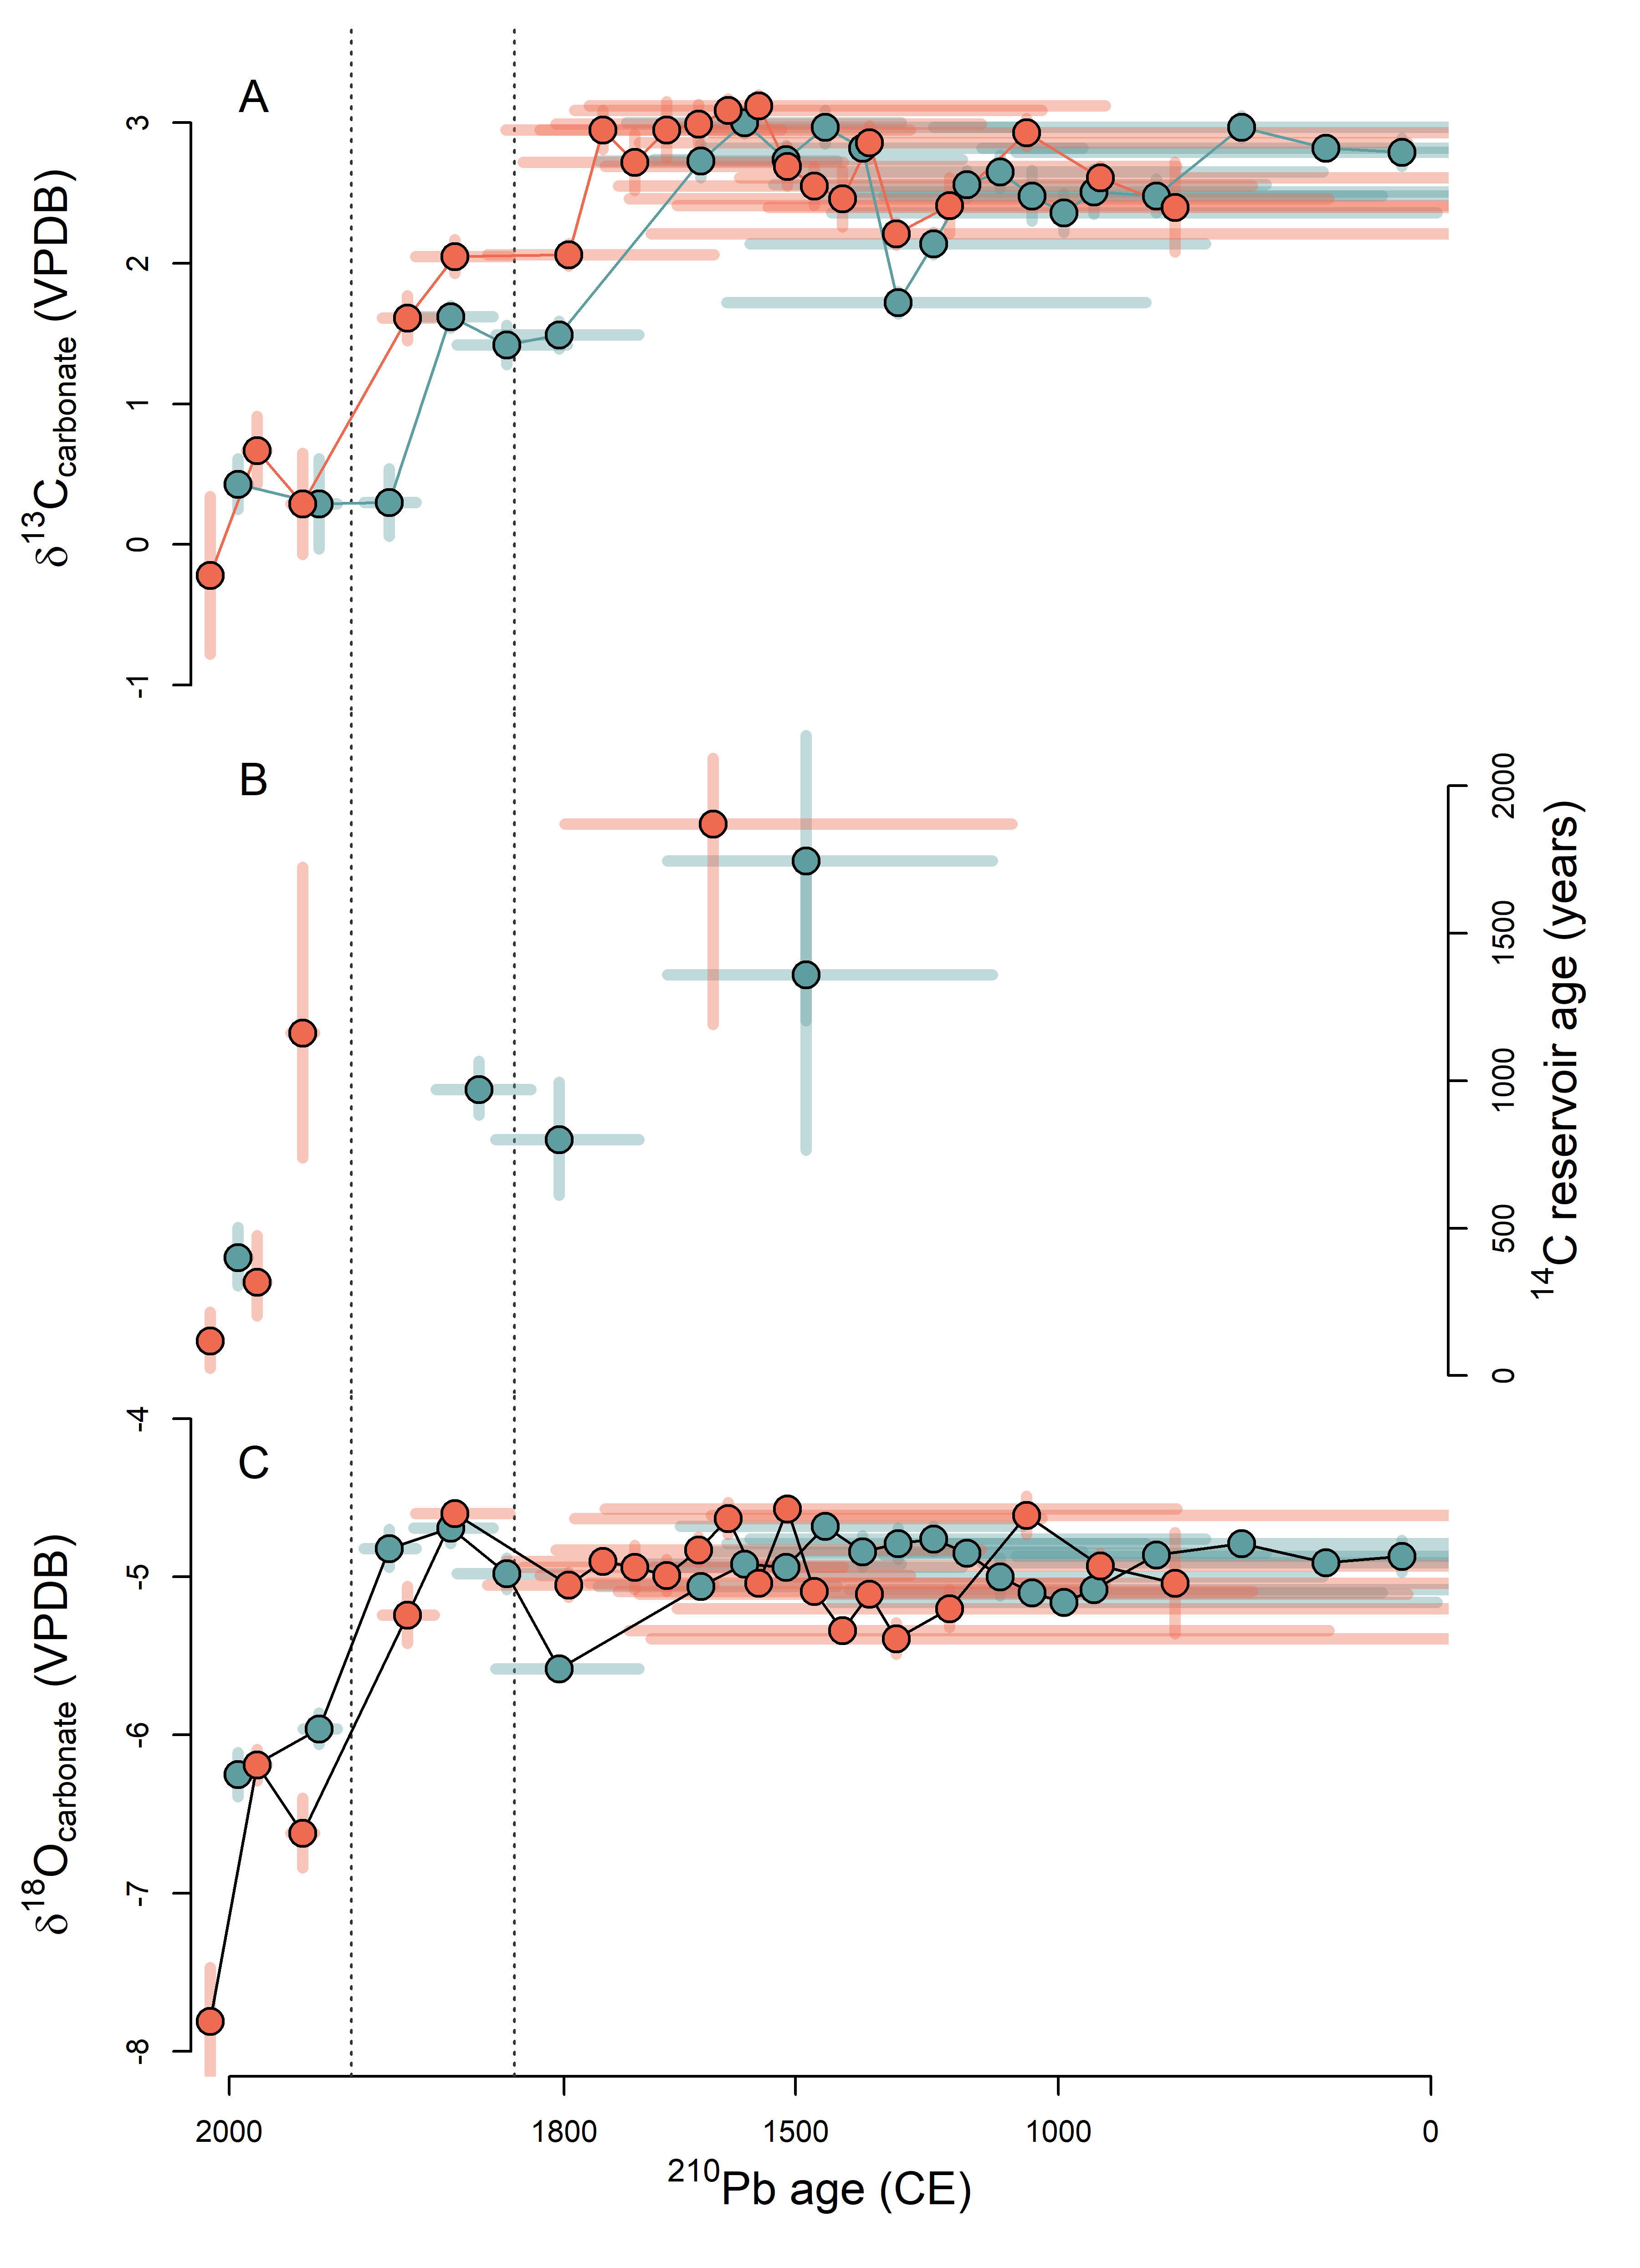 A
3
2
1
0
-1
δ13Ccarbonate (VPDB)
B
2000
1500
1000
500
0
14C reservoir age (years)
C
-4
-5
-6
-7
-8
δ18Ocarbonate (VPDB)
2000 1800 1500 1000 0
210Pb age (CE)